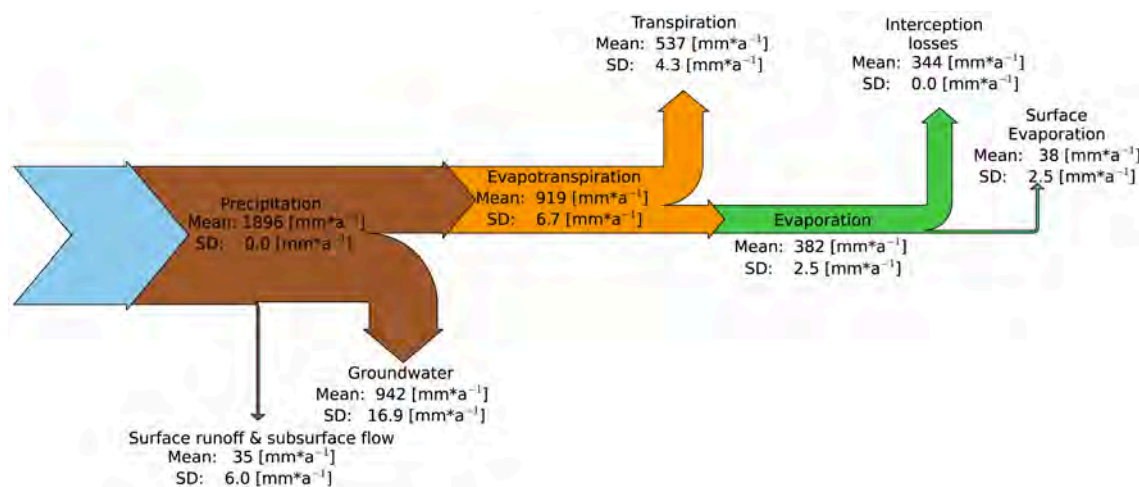 Transpiration
Mean: 537 [mm*a⁻¹]
SD: 4.3 [mm*a⁻¹]
Interception
losses
Mean: 344 [mm*a⁻¹]
SD: 0.0 [mm*a⁻¹]
Surface
Evaporation
Mean: 38 [mm*a⁻¹]
SD: 2.5 [mm*a⁻¹]
Precipitation
Mean: 1896 [mm*a⁻¹]
SD: 0.0 [mm*a⁻¹]
Evapotranspiration
Mean: 919 [mm*a⁻¹]
SD: 6.7 [mm*a⁻¹]
Evaporation
Mean: 382 [mm*a⁻¹]
SD: 2.5 [mm*a⁻¹]
Groundwater
Mean: 942 [mm*a⁻¹]
SD: 16.9 [mm*a⁻¹]
Surface runoff & subsurface flow
Mean: 35 [mm*a⁻¹]
SD: 6.0 [mm*a⁻¹]